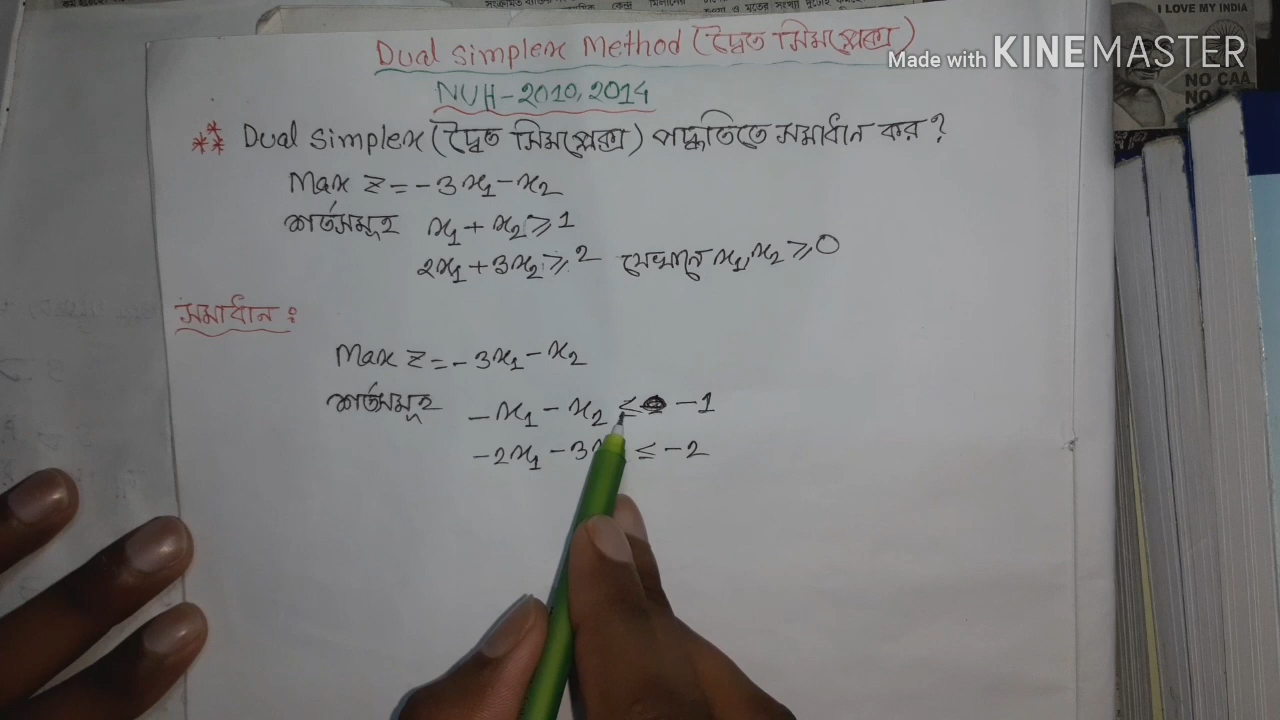 I LOVE MY INDIA
Dual Simplex Method (দ্বৈত সিমপ্লেক্স)
Made with KINEMASTER
NO CAA
NUH-2010,2014
** Dual Simplex (দ্বৈত সিমপ্লেক্স) পদ্ধতিতে সমাধান কর?
Max Z = -3x₁ - x₂
শর্তসমূহ x₁ + x₂ ≥ 1
2x₁ + 3x₂ ≥ 2 যেখানে x₁, x₂ ≥ 0
সমাধান:
Max Z = -3x₁ - x₂
শর্তসমূহ -x₁ - x₂ ≤ -1
-2x₁ - 3 ≤ -2